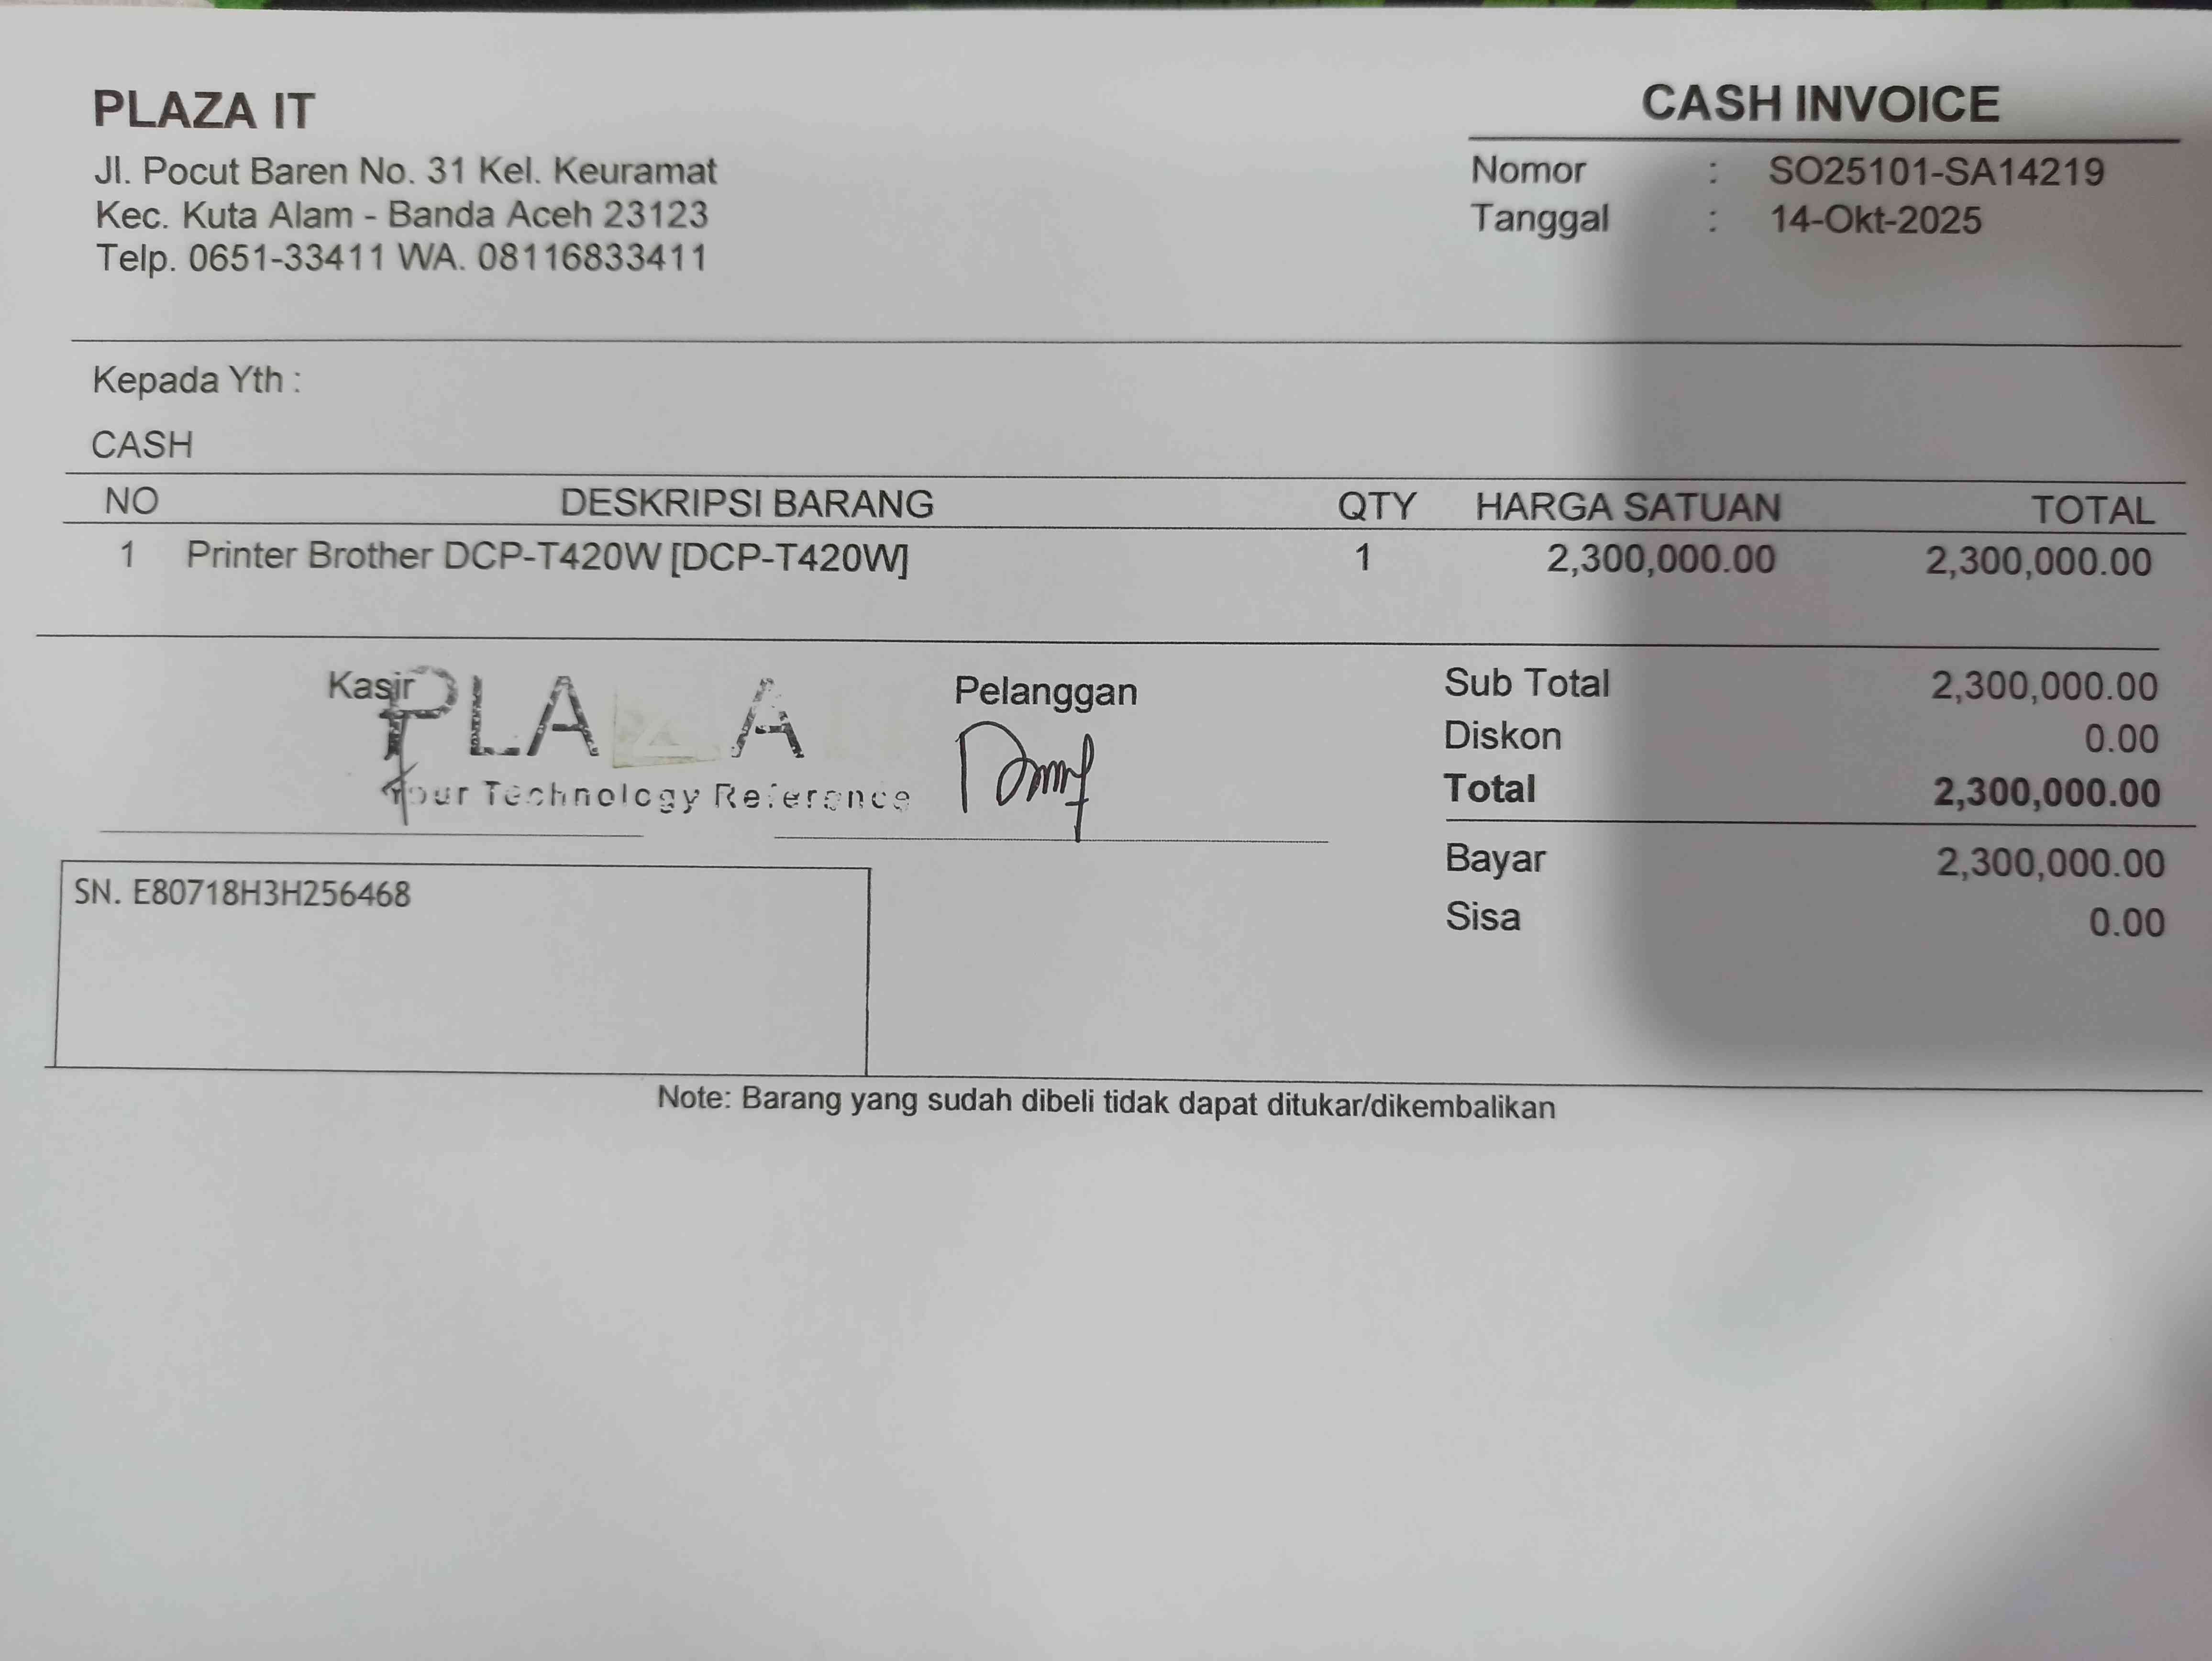 PLAZA IT
Jl. Pocut Baren No. 31 Kel. Keuramat
Kec. Kuta Alam - Banda Aceh 23123
Telp. 0651-33411 WA. 08116833411
CASH INVOICE
Nomor : SO25101-SA14219
Tanggal : 14-Okt-2025
Kepada Yth :
CASH
NO DESKRIPSI BARANG QTY HARGA SATUAN TOTAL
1 Printer Brother DCP-T420W [DCP-T420W] 1 2,300,000.00 2,300,000.00
Kasir
PLAZA
Your Technology Reference
Pelanggan
Sub Total 2,300,000.00
Diskon 0.00
Total 2,300,000.00
Bayar 2,300,000.00
Sisa 0.00
SN. E80718H3H256468
Note: Barang yang sudah dibeli tidak dapat ditukar/dikembalikan